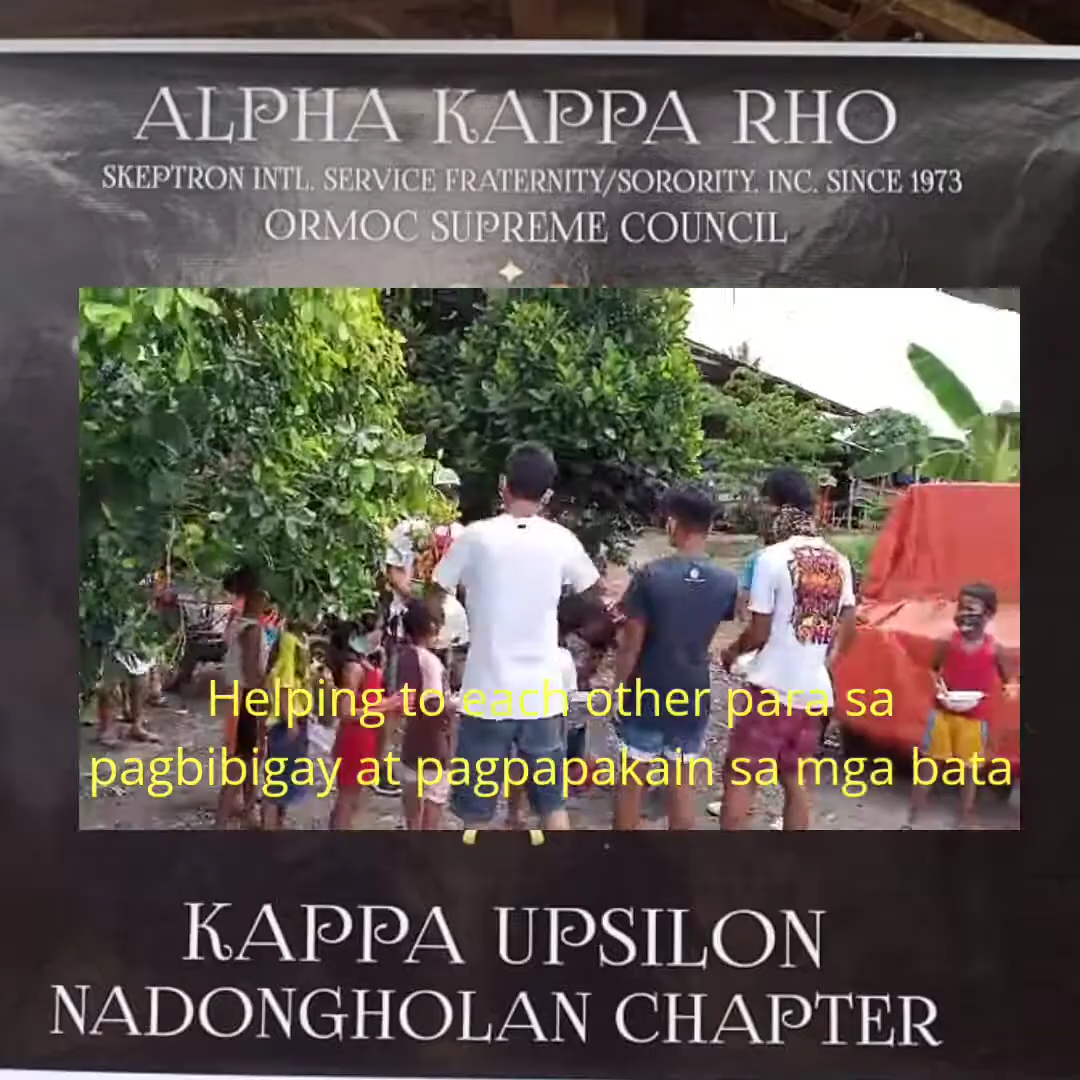 ALPHA KAPPA RHO
SKEPTRON INTL. SERVICE FRATERNITY/SORORITY, INC. SINCE 1973
ORMOC SUPREME COUNCIL
Helping to each other para sa
pagbibigay at pagpapakain sa mga bata
KAPPA UPSILON
NADONGHOLAN CHAPTER